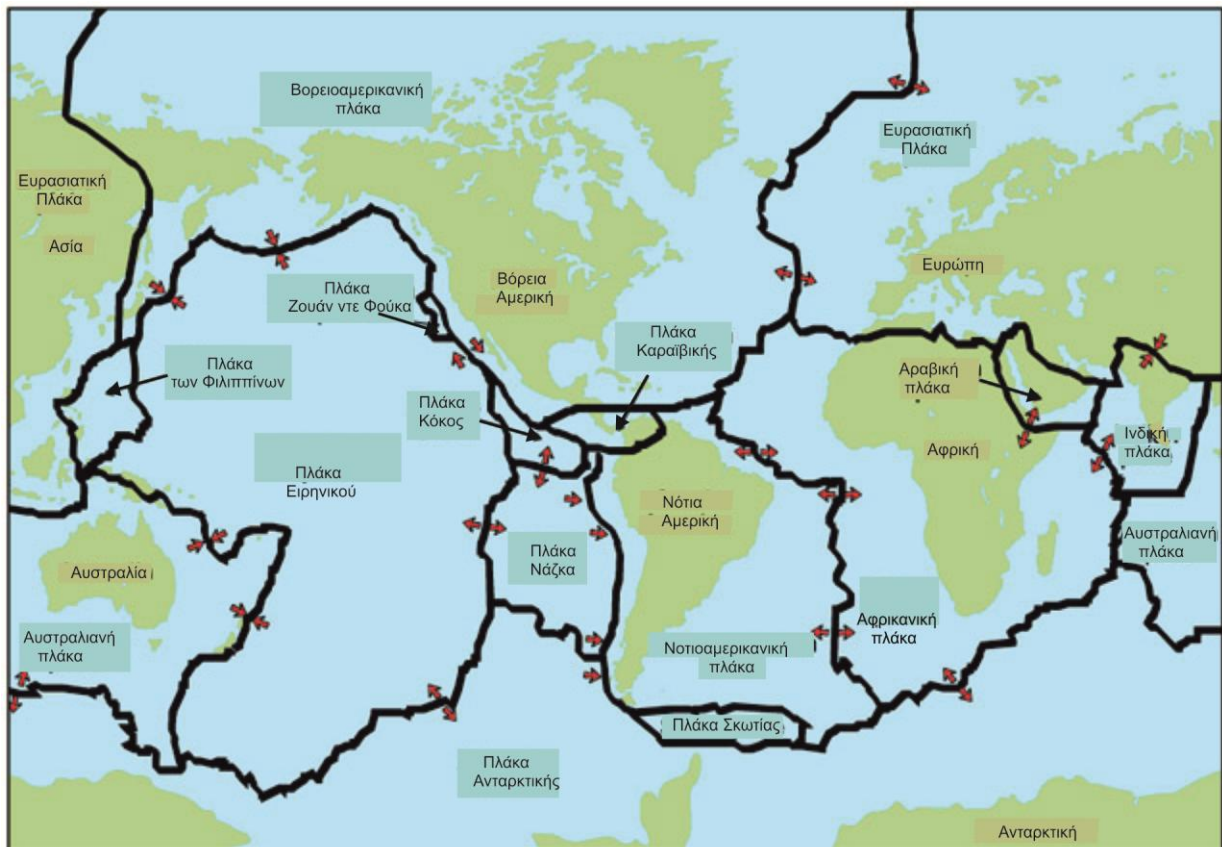 Βορειοαμερικανική
πλάκα
Ευρασιατική
Πλάκα
Ευρασιατική
Πλάκα
Ασία
Ευρώπη
Πλάκα
Ζουάν ντε Φούκα
Βόρεια
Αμερική
Πλάκα
Καραϊβικής
Πλάκα
των Φιλιππίνων
Αραβική
πλάκα
Πλάκα
Κόκος
Αφρική
Ινδική
πλάκα
Πλάκα
Ειρηνικού
Νότια
Αμερική
Πλάκα
Νάζκα
Αυστραλιανή
πλάκα
Αυστραλία
Αυστραλιανή
πλάκα
Νοτιοαμερικανική
πλάκα
Αφρικανική
πλάκα
Πλάκα Σκωτίας
Πλάκα
Ανταρκτικής
Ανταρκτική